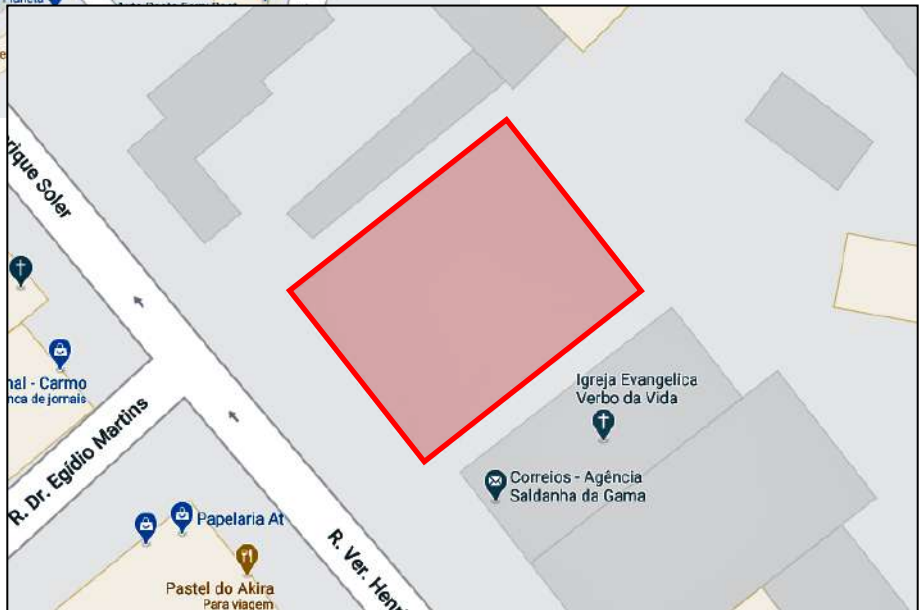 rique Soler
nal - Carmo
nca de jornais
R. Dr. Egídio Martins
Igreja Evangelica
Verbo da Vida
Correios - Agência
Saldanha da Gama
Papelaria At
R. Ver. Henri
Pastel do Akira
Para viagem